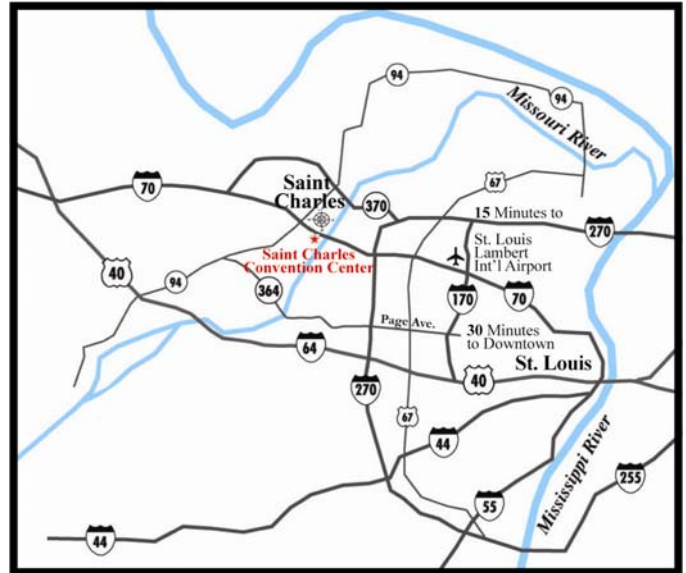 94
94
Missouri River
67
70
Saint
Charles
370
15 Minutes to
270
St. Louis
Lambert
Int'l Airport
Saint Charles
Convention Center
40
94
364
170
70
Page Ave.
30 Minutes
to Downtown
64
St. Louis
270
40
67
44
Mississippi River
255
55
44